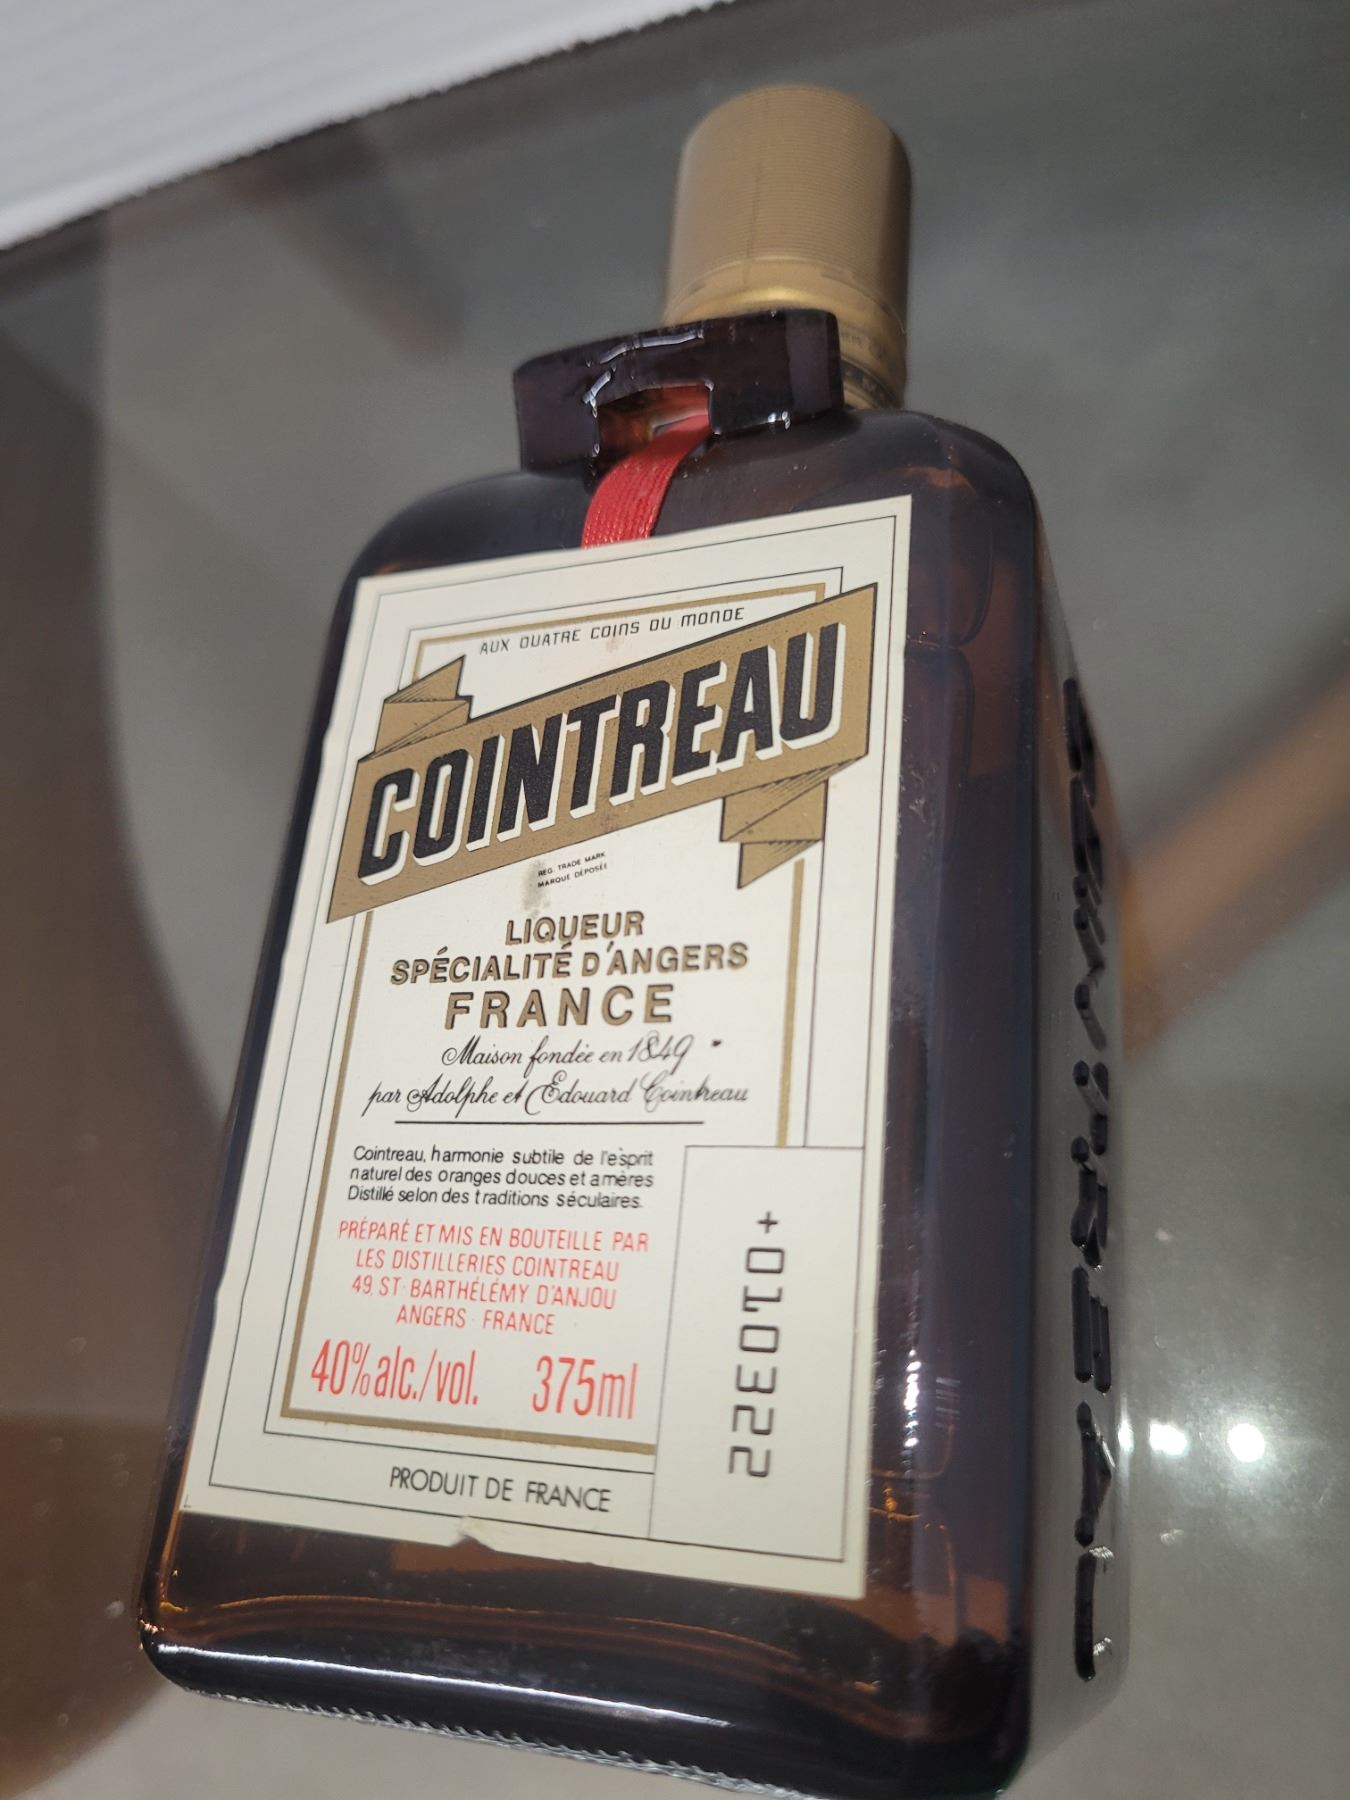 AUX QUATRE COINS DU MONDE
COINTREAU
REG. TRADE MARK
MARQUE DÉPOSÉE
LIQUEUR
SPÉCIALITÉ D'ANGERS
FRANCE
Maison fondée en 1849
par Adolphe et Edouard Cointreau
Cointreau, harmonie subtile de l'esprit
naturel des oranges douces et amères
Distillé selon des traditions séculaires.
PRÉPARÉ ET MIS EN BOUTEILLE PAR
LES DISTILLERIES COINTREAU
49, ST-BARTHÉLÉMY D'ANJOU
ANGERS - FRANCE
40% alc./vol. 375ml
PRODUIT DE FRANCE
+010322